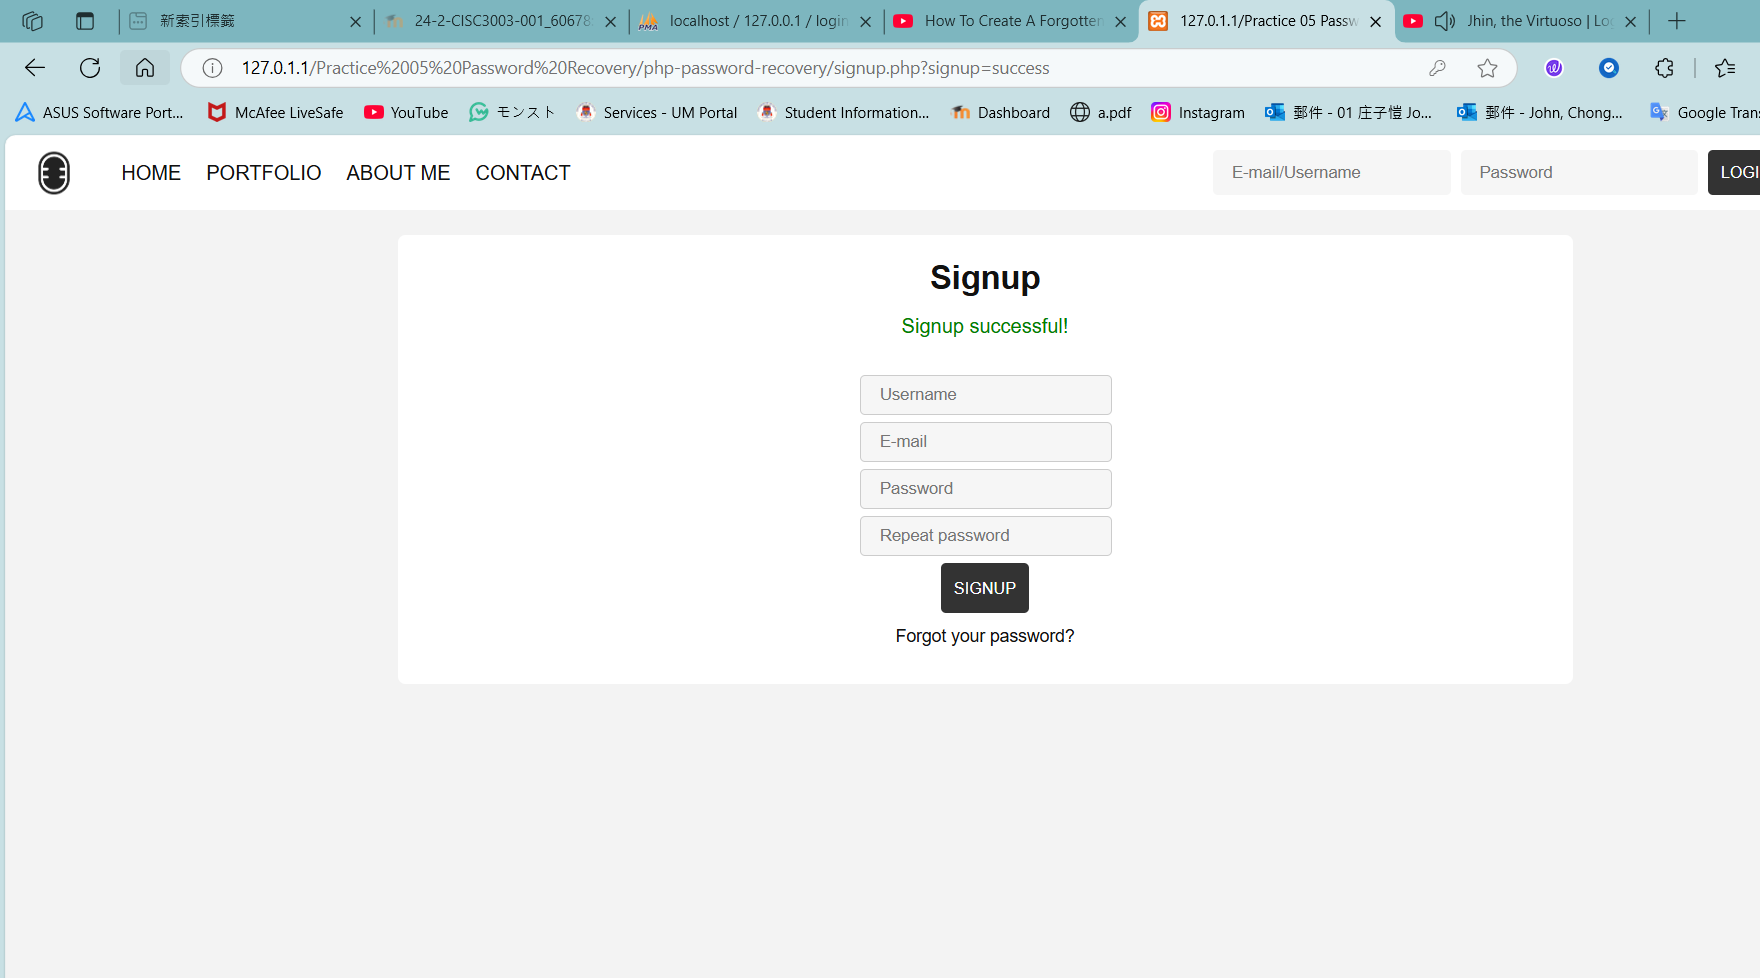 新索引標籤
24-2-CISC3003-001_60678
localhost / 127.0.0.1 / login
How To Create A Forgotten
127.0.1.1/Practice 05 Passw
Jhin, the Virtuoso | Lo
127.0.1.1/Practice%2005%20Password%20Recovery/php-password-recovery/signup.php?signup=success
ASUS Software Port...
McAfee LiveSafe
YouTube
モンスト
Services - UM Portal
Student Information...
Dashboard
a.pdf
Instagram
郵件 - 01 庄子愷 Jo...
郵件 - John, Chong...
Google Trans
HOME
PORTFOLIO
ABOUT ME
CONTACT
E-mail/Username
Password
LOGI
Signup
Signup successful!
Username
E-mail
Password
Repeat password
SIGNUP
Forgot your password?